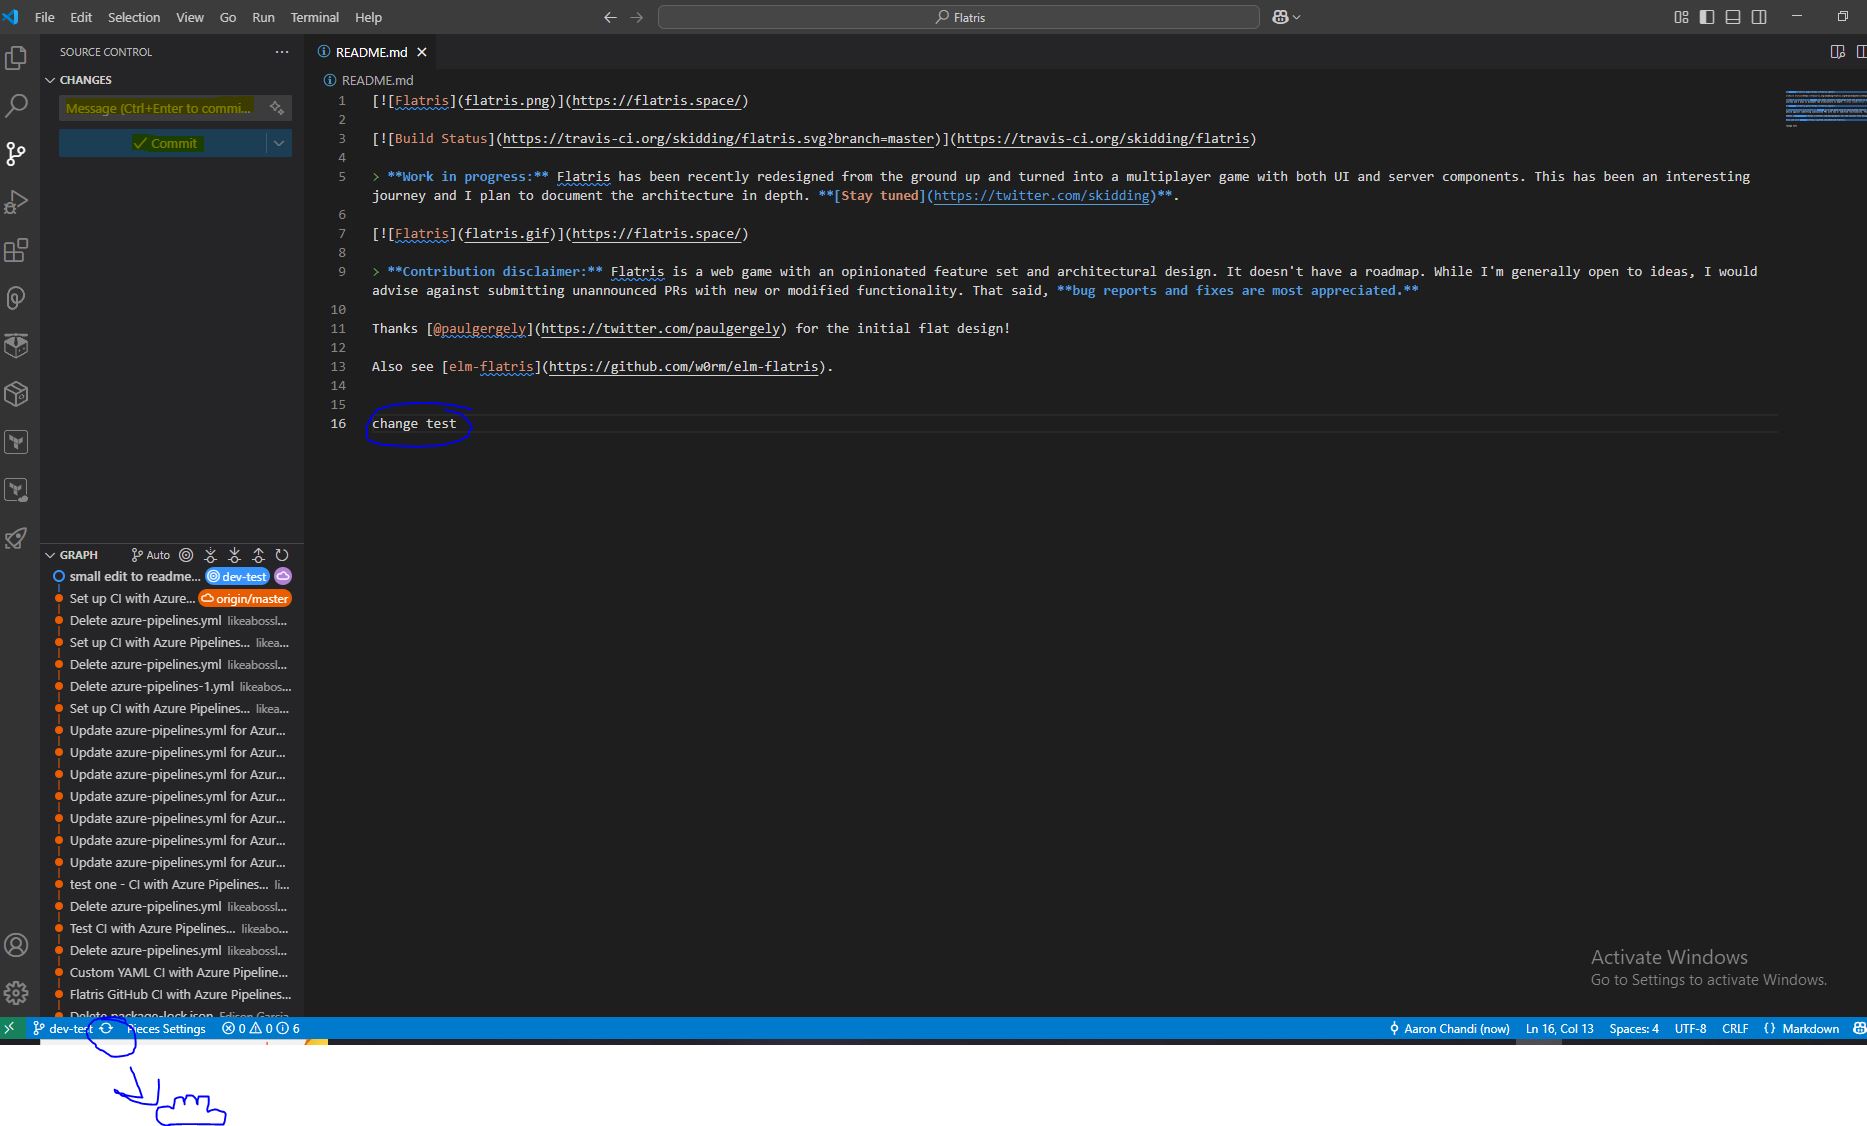 File Edit Selection View Go Run Terminal Help
Flatris
SOURCE CONTROL
README.md
CHANGES
README.md
Message (Ctrl+Enter to commi...
Commit
1 [![Flatris](flatris.png)](https://flatris.space/)
2
3 [![Build Status](https://travis-ci.org/skidding/flatris.svg?branch=master)](https://travis-ci.org/skidding/flatris)
4
5 > **Work in progress:** Flatris has been recently redesigned from the ground up and turned into a multiplayer game with both UI and server components. This has been an interesting
journey and I plan to document the architecture in depth. **[Stay tuned](https://twitter.com/skidding)**.
6
7 [![Flatris](flatris.gif)](https://flatris.space/)
8
9 > **Contribution disclaimer:** Flatris is a web game with an opinionated feature set and architectural design. It doesn't have a roadmap. While I'm generally open to ideas, I would
advise against submitting unannounced PRs with new or modified functionality. That said, **bug reports and fixes are most appreciated.**
10
11 Thanks [@paulgergely](https://twitter.com/paulgergely) for the initial flat design!
12
13 Also see [elm-flatris](https://github.com/w0rm/elm-flatris).
14
15
16 change test
GRAPH Auto
small edit to readme... dev-test
Set up CI with Azure... origin/master
Delete azure-pipelines.yml likeabossl...
Set up CI with Azure Pipelines... likea...
Delete azure-pipelines.yml likeabossl...
Delete azure-pipelines-1.yml likeabos...
Set up CI with Azure Pipelines... likea...
Update azure-pipelines.yml for Azur...
Update azure-pipelines.yml for Azur...
Update azure-pipelines.yml for Azur...
Update azure-pipelines.yml for Azur...
Update azure-pipelines.yml for Azur...
Update azure-pipelines.yml for Azur...
Update azure-pipelines.yml for Azur...
test one - CI with Azure Pipelines... li...
Delete azure-pipelines.yml likeabossl...
Test CI with Azure Pipelines... likeabo...
Delete azure-pipelines.yml likeabossl...
Custom YAML CI with Azure Pipeline...
Flatris GitHub CI with Azure Pipelines...
Delete package-lock.json Edison Garcia
Activate Windows
Go to Settings to activate Windows.
dev-test Pieces Settings 0 0 6 Aaron Chandi (now) Ln 16, Col 13 Spaces: 4 UTF-8 CRLF {} Markdown